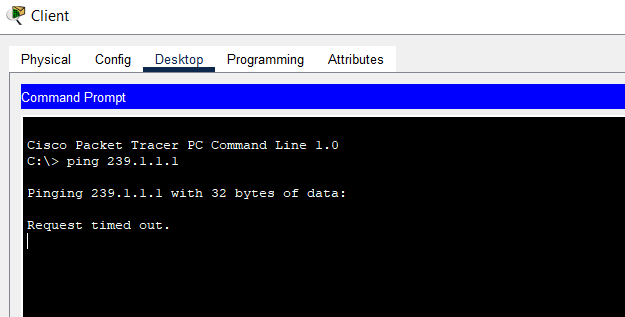 Client
Physical Config Desktop Programming Attributes
Command Prompt
Cisco Packet Tracer PC Command Line 1.0
C:\> ping 239.1.1.1
Pinging 239.1.1.1 with 32 bytes of data:
Request timed out.